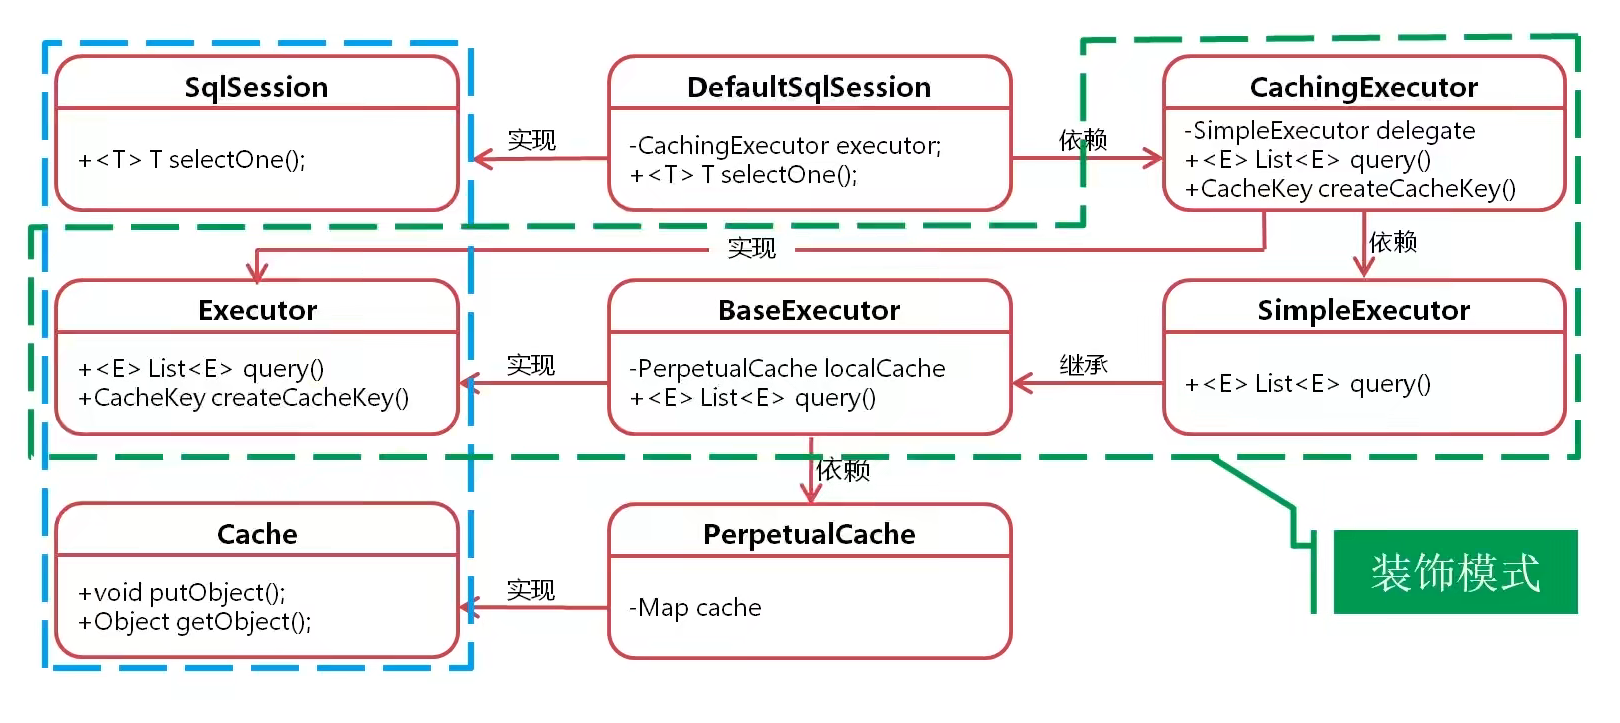 SqlSession
+<T> T selectOne();
实现
DefaultSqlSession
-CachingExecutor executor;
+<T> T selectOne();
依赖
CachingExecutor
-SimpleExecutor delegate
+<E> List<E> query()
+CacheKey createCacheKey()
实现
依赖
Executor
+<E> List<E> query()
+CacheKey createCacheKey()
实现
BaseExecutor
-PerpetualCache localCache
+<E> List<E> query()
继承
SimpleExecutor
+<E> List<E> query()
依赖
Cache
+void putObject();
+Object getObject();
实现
PerpetualCache
-Map cache
装饰模式